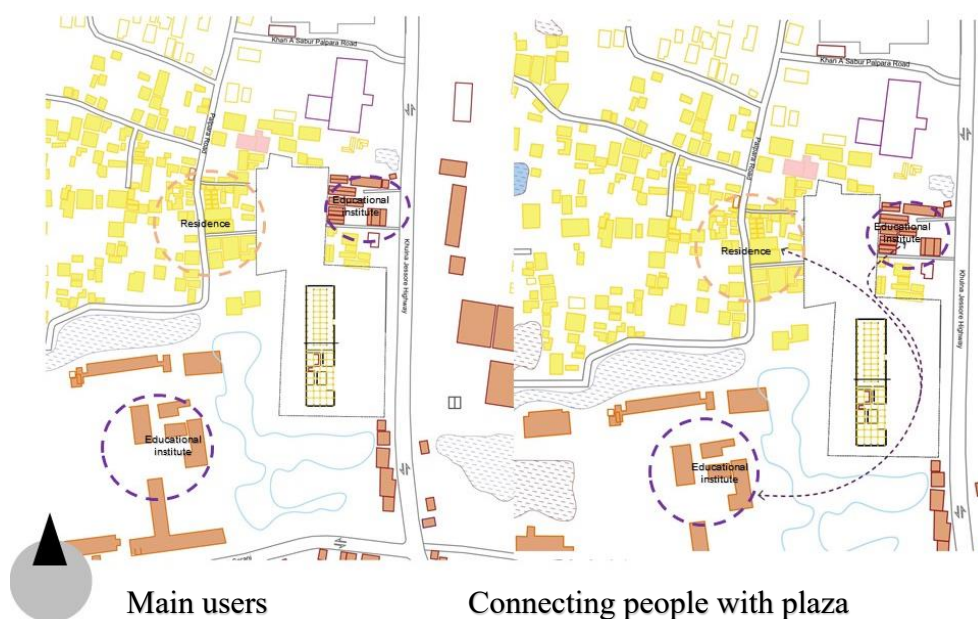 Khan A Sabur Palpara Road
Palpara Road
Residence
Educational
institute
Khulna Jessore Highway
Educational
institute
Khan A Sabur Palpara Road
Palpara Road
Residence
Educational
institute
Khulna Jessore Highway
Educational
institute
Main users
Connecting people with plaza